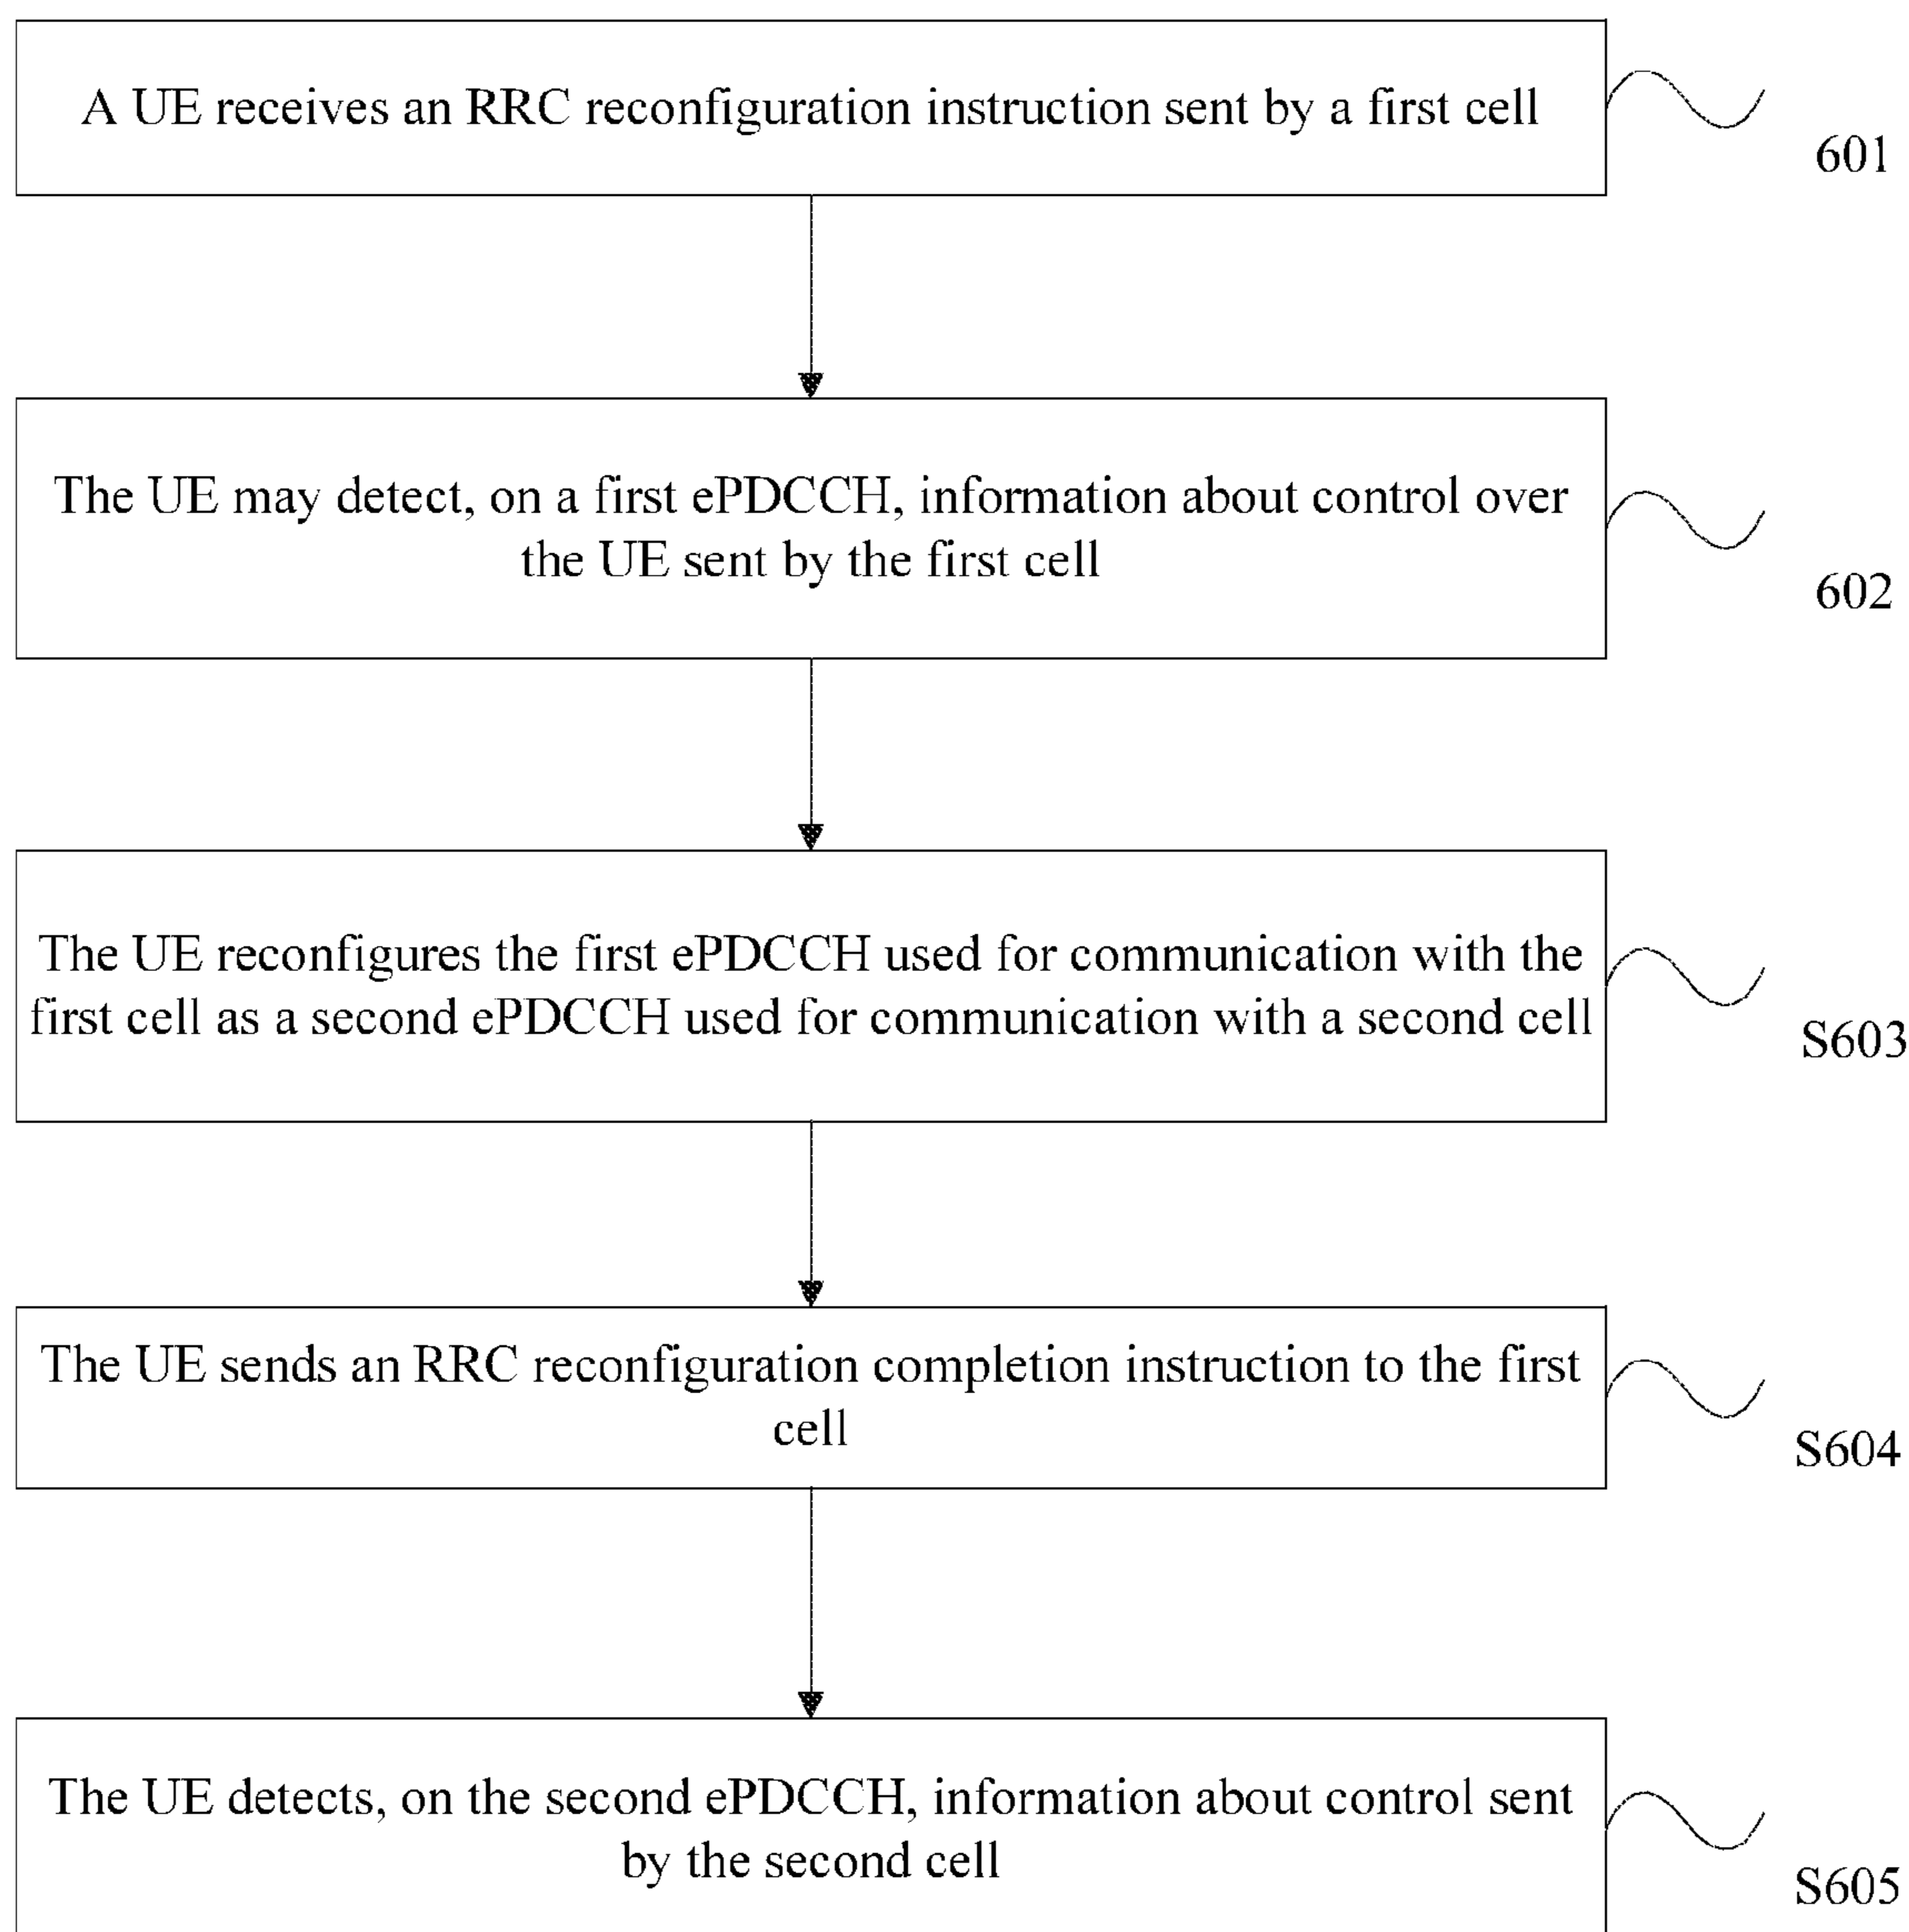 A UE receives an RRC reconfiguration instruction sent by a first cell
601
The UE may detect, on a first ePDCCH, information about control over
the UE sent by the first cell
602
The UE reconfigures the first ePDCCH used for communication with the
first cell as a second ePDCCH used for communication with a second cell
S603
The UE sends an RRC reconfiguration completion instruction to the first
cell
S604
The UE detects, on the second ePDCCH, information about control sent
by the second cell
S605